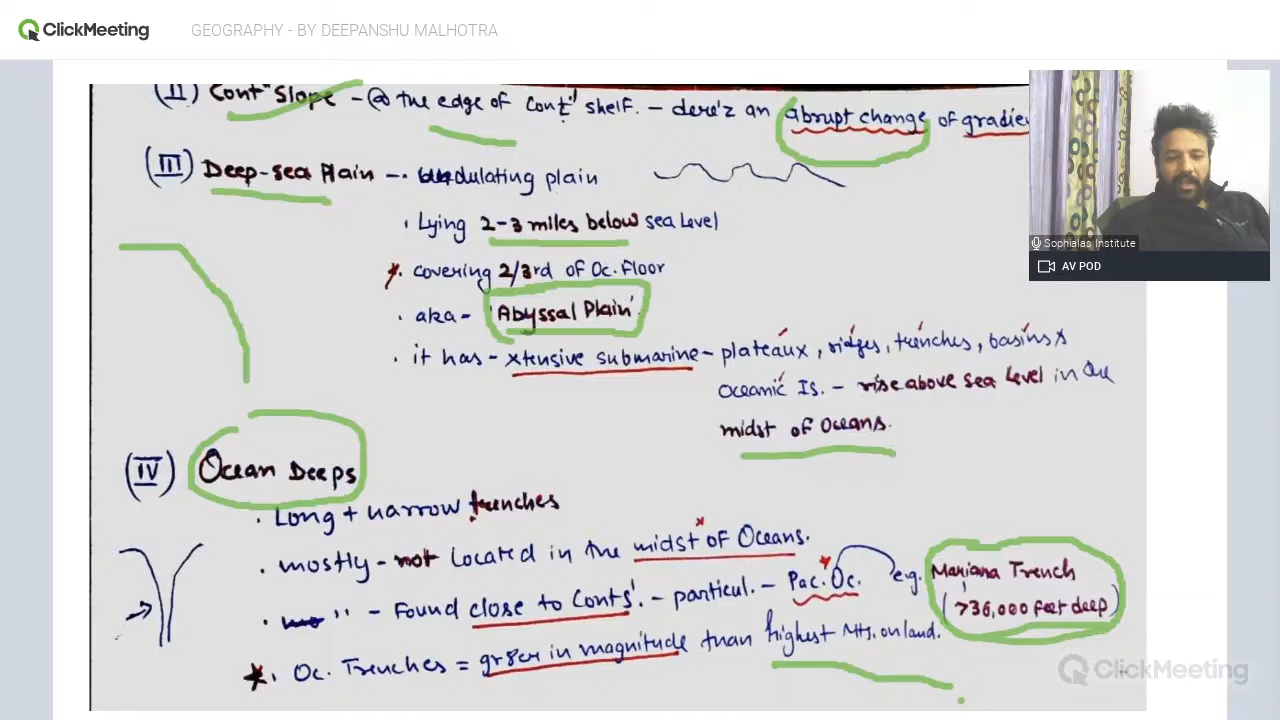 ClickMeeting
GEOGRAPHY - BY DEEPANSHU MALHOTRA
(II) Contl Slope - @ the edge of Contl shelf. - dere'z an abrupt change of gradie
(III) Deep-sea Plain - . undulating plain
. Lying 2-3 miles below sea level
* covering 2/3rd of Oc. floor
. aka - 'Abyssal Plain'.
. it has - xtensive submarine - plateaux, ridges, trenches, basins &
Oceanic Is. - rise above sea level in the
midst of Oceans.
(IV) Ocean Deeps
. Long + narrow trenches
. mostly - not located in the midst of Oceans.
. " - Found close to Conts'. - particul. - Pac. Oc. e.g. Mariana Trench
(>36,000 feet deep)
*. Oc. Trenches = gr8er in magnitude than highest Mts. on land.
Sophialas Institute
AV POD
ClickMeeting